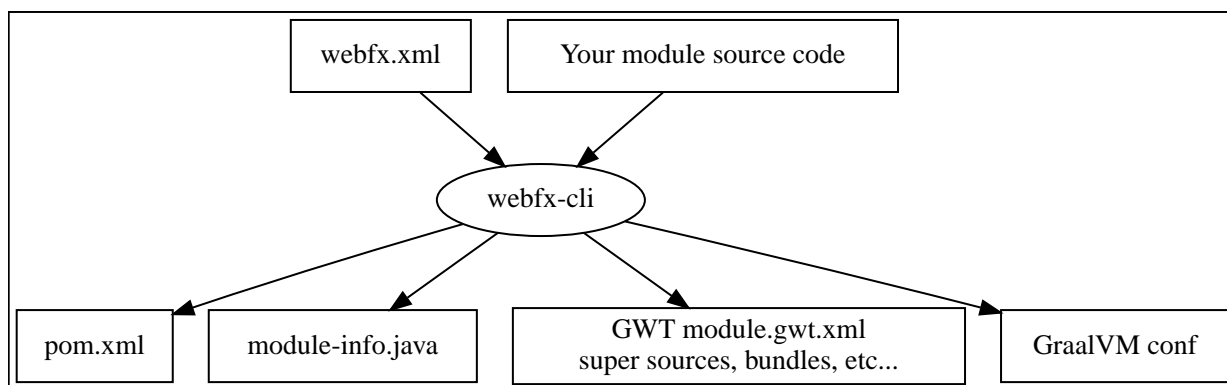 webfx.xml
Your module source code
webfx-cli
pom.xml
module-info.java
GWT module.gwt.xml
super sources, bundles, etc...
GraalVM conf